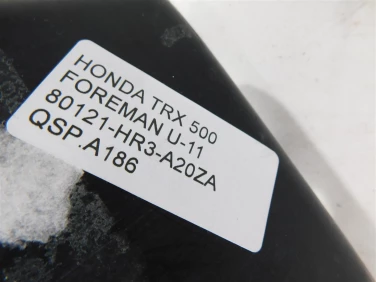 HONDA TRX 500
FOREMAN U-11
80121-HR3-A20ZA
QSP.A186